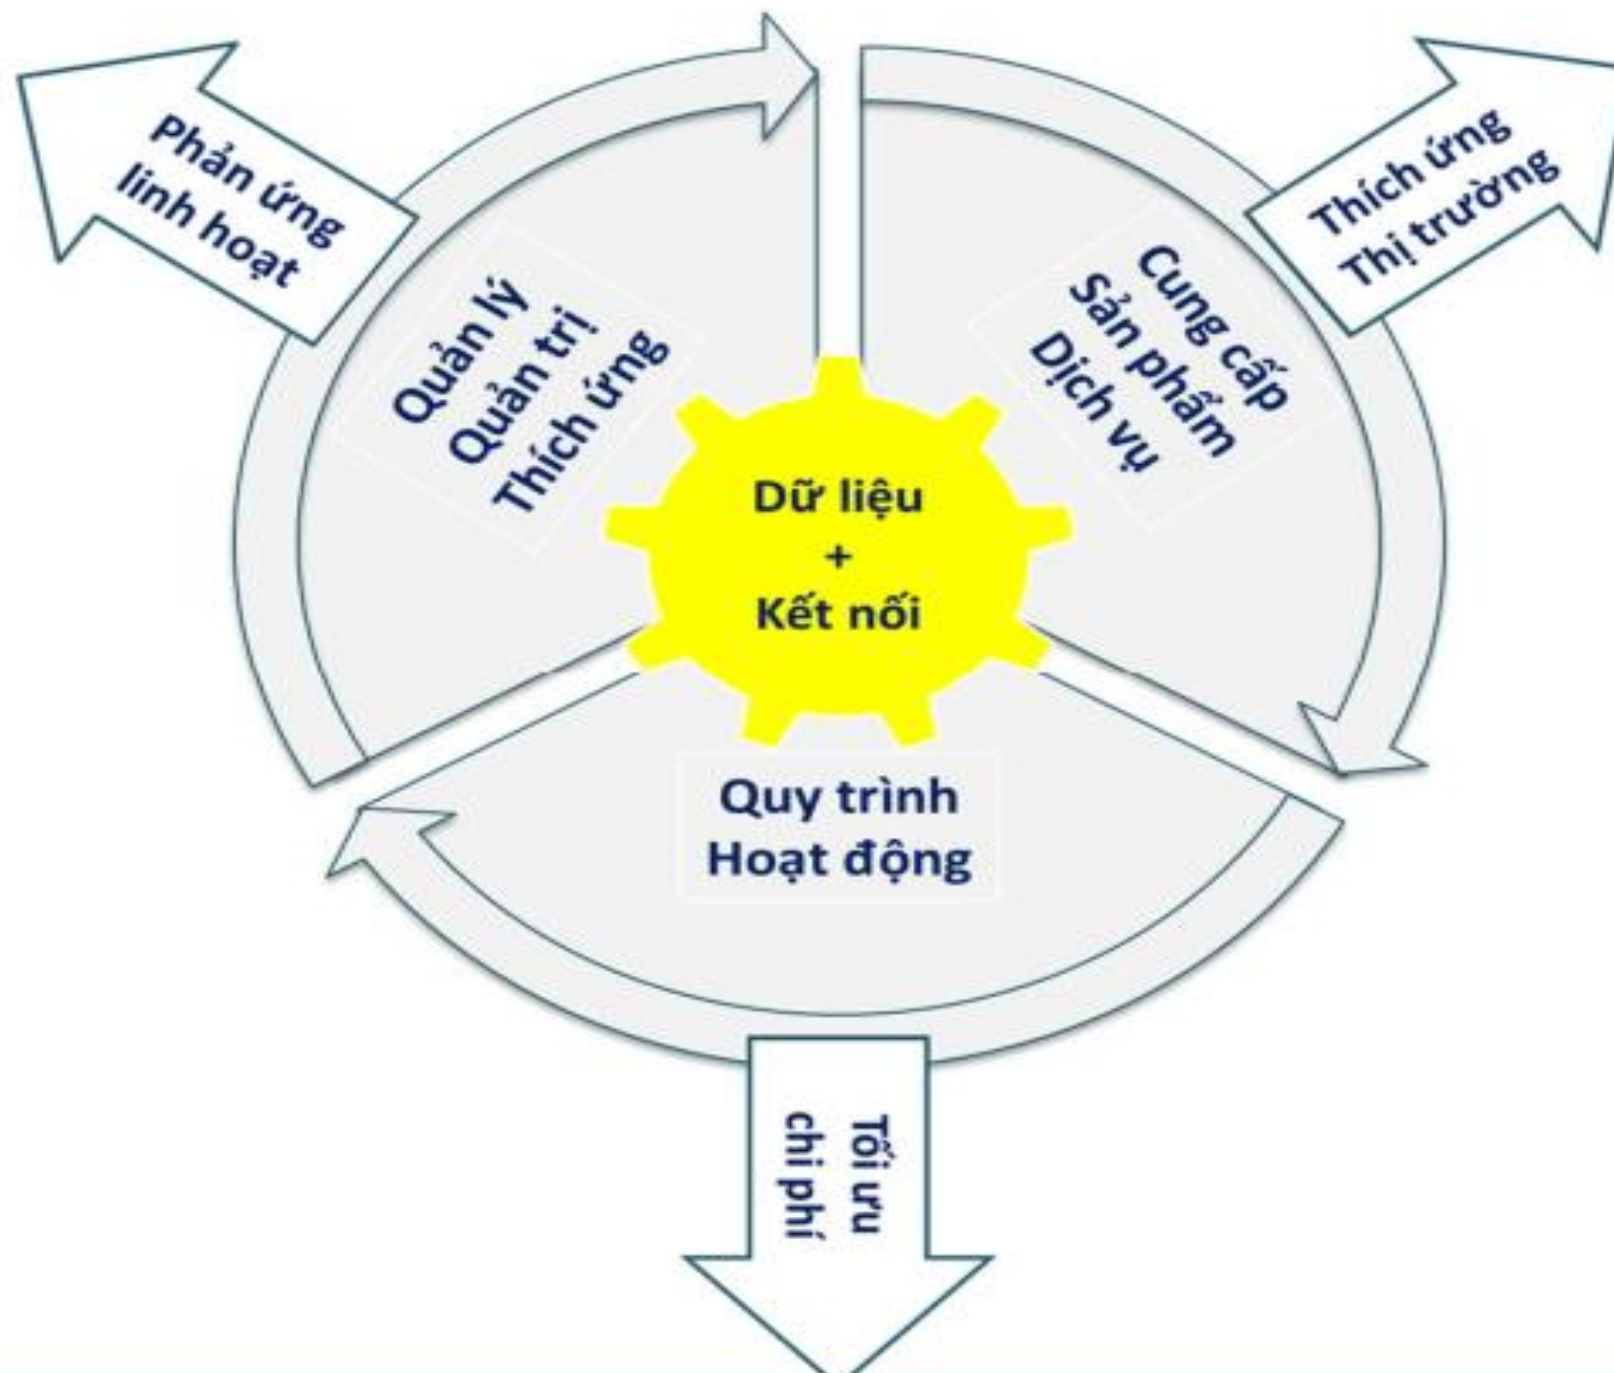 Phản ứng
linh hoạt
Thích ứng
Thị trường
Quản lý
Quản trị
Thích ứng
Cung cấp
Sản phẩm
Dịch vụ
Dữ liệu
+
Kết nối
Quy trình
Hoạt động
Tối ưu
chi phí